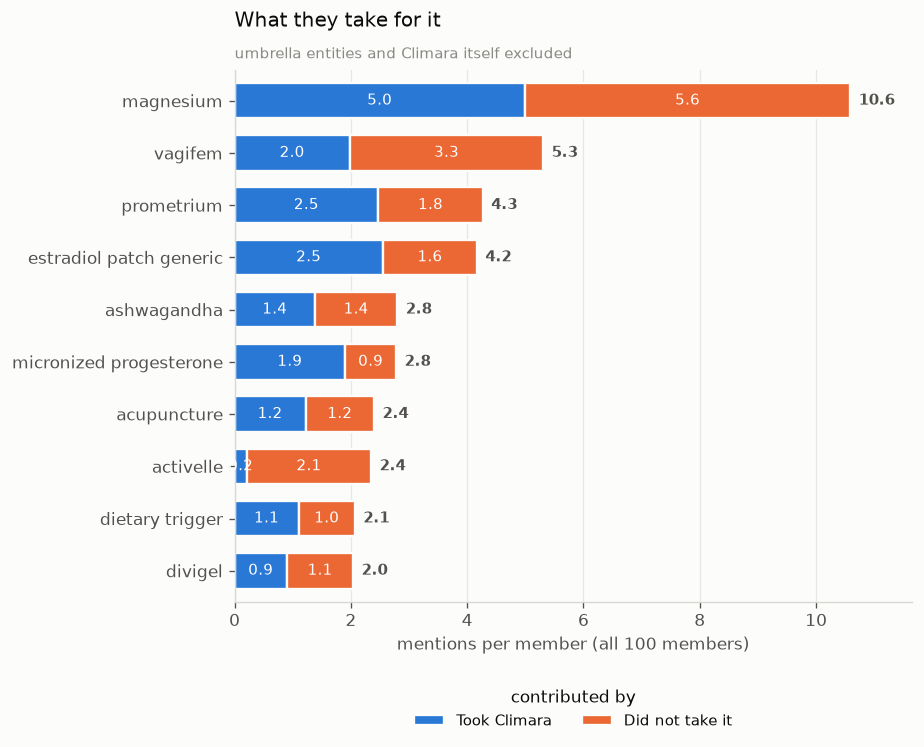 What they take for it
umbrella entities and Climara itself excluded
magnesium 5.0 5.6 10.6
vagifem 2.0 3.3 5.3
prometrium 2.5 1.8 4.3
estradiol patch generic 2.5 1.6 4.2
ashwagandha 1.4 1.4 2.8
micronized progesterone 1.9 0.9 2.8
acupuncture 1.2 1.2 2.4
activelle .2 2.1 2.4
dietary trigger 1.1 1.0 2.1
divigel 0.9 1.1 2.0
0 2 4 6 8 10
mentions per member (all 100 members)
contributed by
Took Climara Did not take it